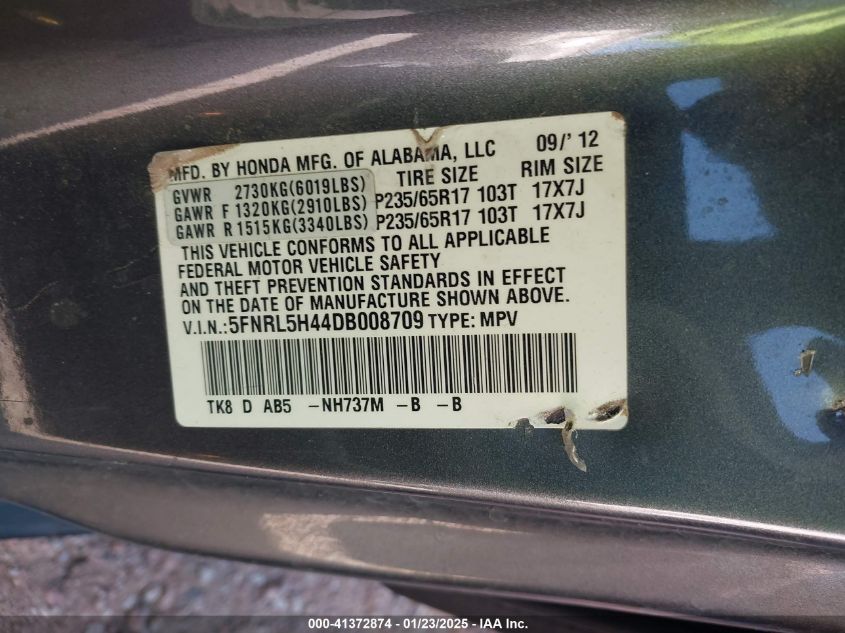 MFD. BY HONDA MFG. OF ALABAMA, LLC 09/'12
GVWR 2730KG(6019LBS) TIRE SIZE RIM SIZE
GAWR F 1320KG(2910LBS) P235/65R17 103T 17X7J
GAWR R 1515KG(3340LBS) P235/65R17 103T 17X7J
THIS VEHICLE CONFORMS TO ALL APPLICABLE
FEDERAL MOTOR VEHICLE SAFETY
AND THEFT PREVENTION STANDARDS IN EFFECT
ON THE DATE OF MANUFACTURE SHOWN ABOVE.
V.I.N.:5FNRL5H44DB008709 TYPE: MPV
TK8 D AB5 -NH737M -B -B
000-41372874 - 01/23/2025 - IAAI.com